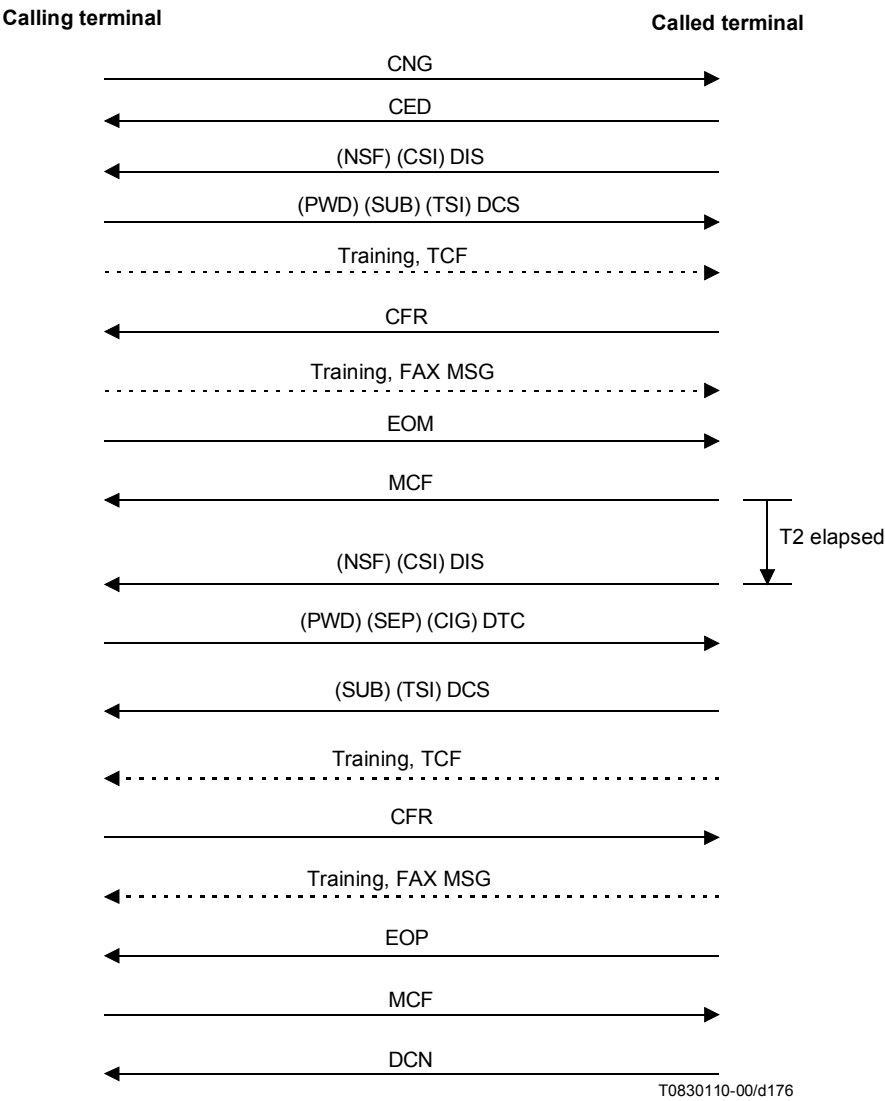 Calling terminal
Called terminal
CNG
CED
(NSF) (CSI) DIS
(PWD) (SUB) (TSI) DCS
Training, TCF
CFR
Training, FAX MSG
EOM
MCF
T2 elapsed
(NSF) (CSI) DIS
(PWD) (SEP) (CIG) DTC
(SUB) (TSI) DCS
Training, TCF
CFR
Training, FAX MSG
EOP
MCF
DCN
T0830110-00/d176